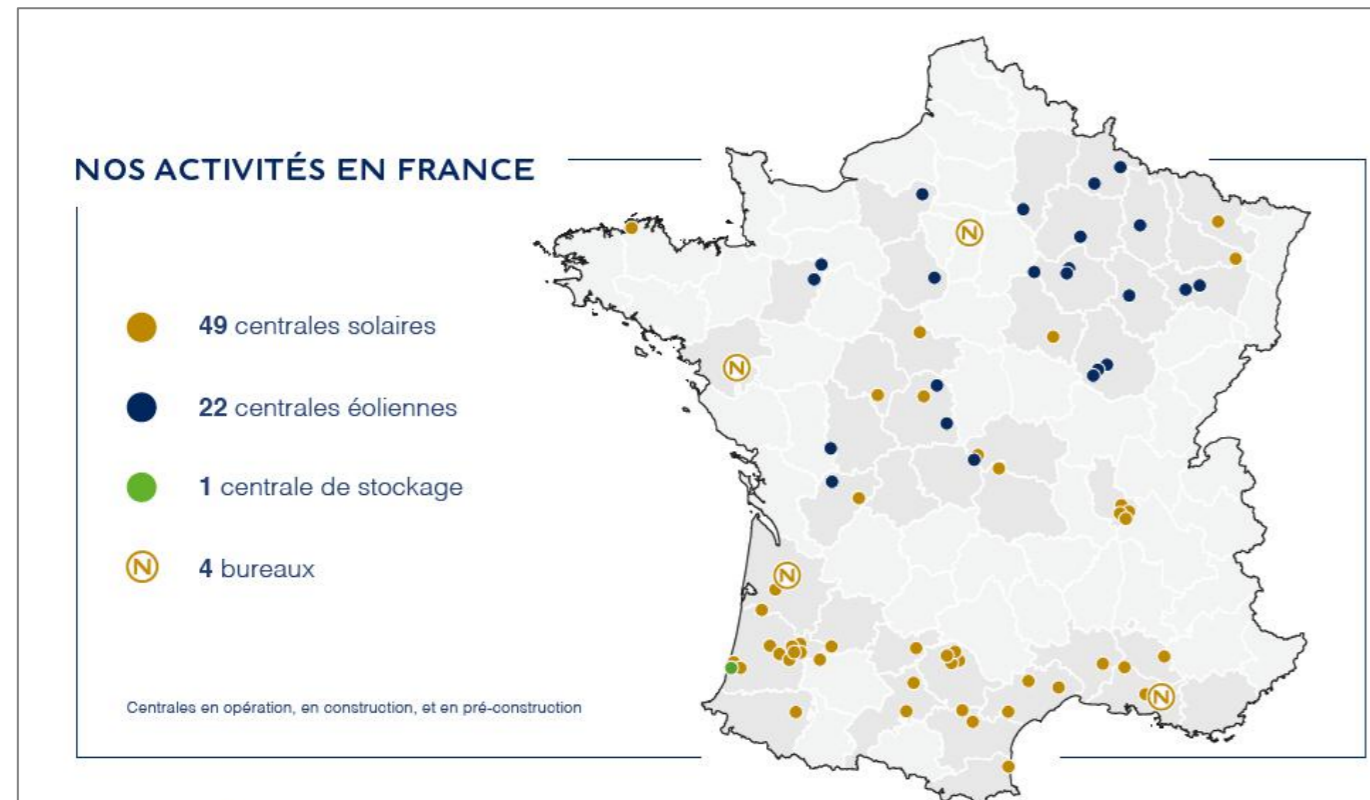 NOS ACTIVITÉS EN FRANCE
49 centrales solaires
22 centrales éoliennes
1 centrale de stockage
N 4 bureaux
Centrales en opération, en construction, et en pré-construction
N
N
N
N